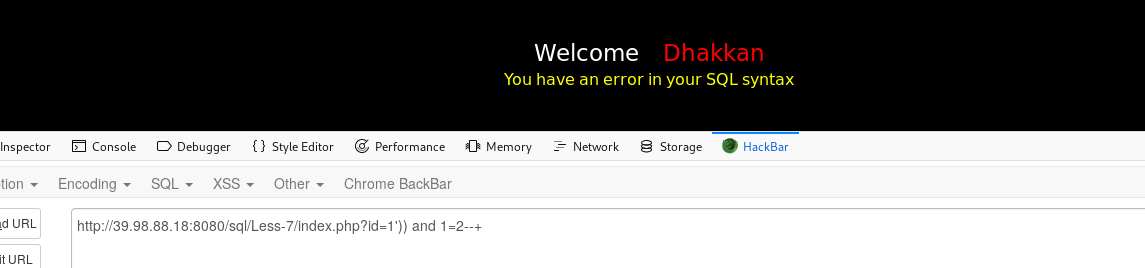 Welcome Dhakkan
You have an error in your SQL syntax
Inspector Console Debugger Style Editor Performance Memory Network Storage HackBar
tion Encoding SQL XSS Other Chrome BackBar
ad URL
http://39.98.88.18:8080/sql/Less-7/index.php?id=1')) and 1=2--+
it URL